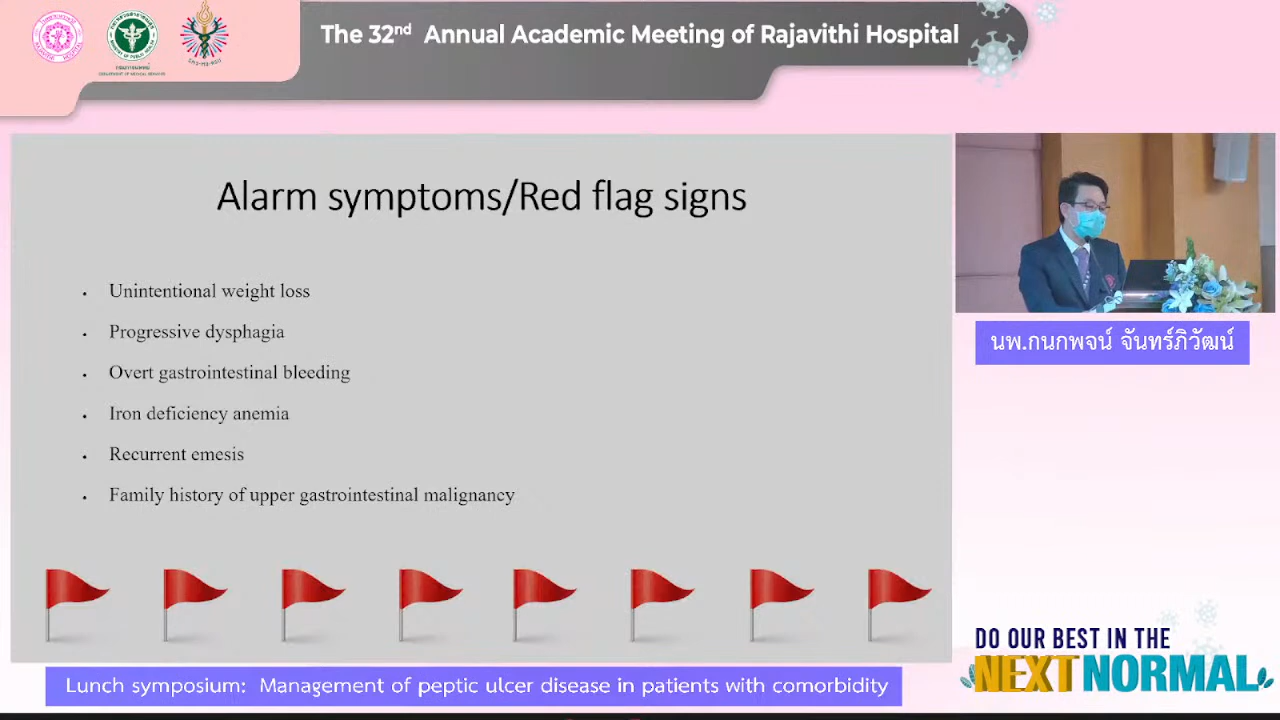 The 32nd Annual Academic Meeting of Rajavithi Hospital
Alarm symptoms/Red flag signs
• Unintentional weight loss
• Progressive dysphagia
• Overt gastrointestinal bleeding
• Iron deficiency anemia
• Recurrent emesis
• Family history of upper gastrointestinal malignancy
นพ.กนกพจน์ จันทร์ภิวัฒน์
DO OUR BEST IN THE
NEXT NORMAL
Lunch symposium: Management of peptic ulcer disease in patients with comorbidity